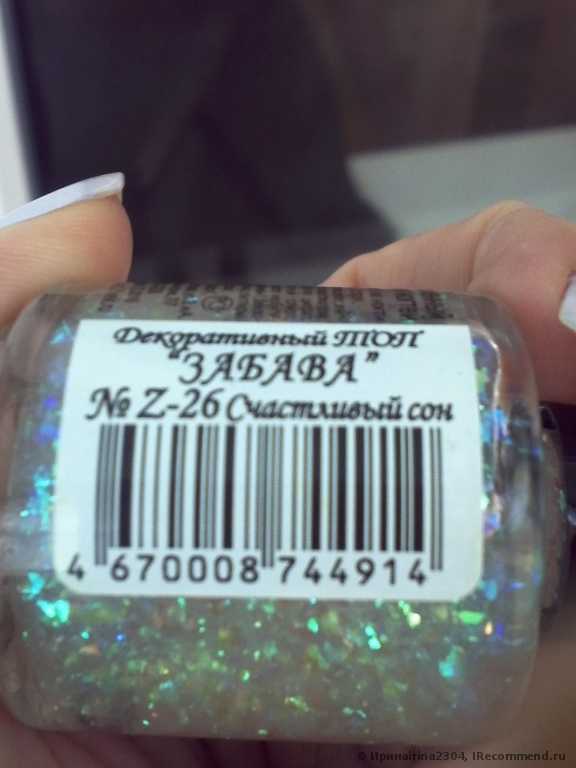 Декоративный ТОП
"ЗАБАВА"
№ Z-26 Счастливый сон
4 670008 744914
© Иринаirina2304, IRecommend.ru